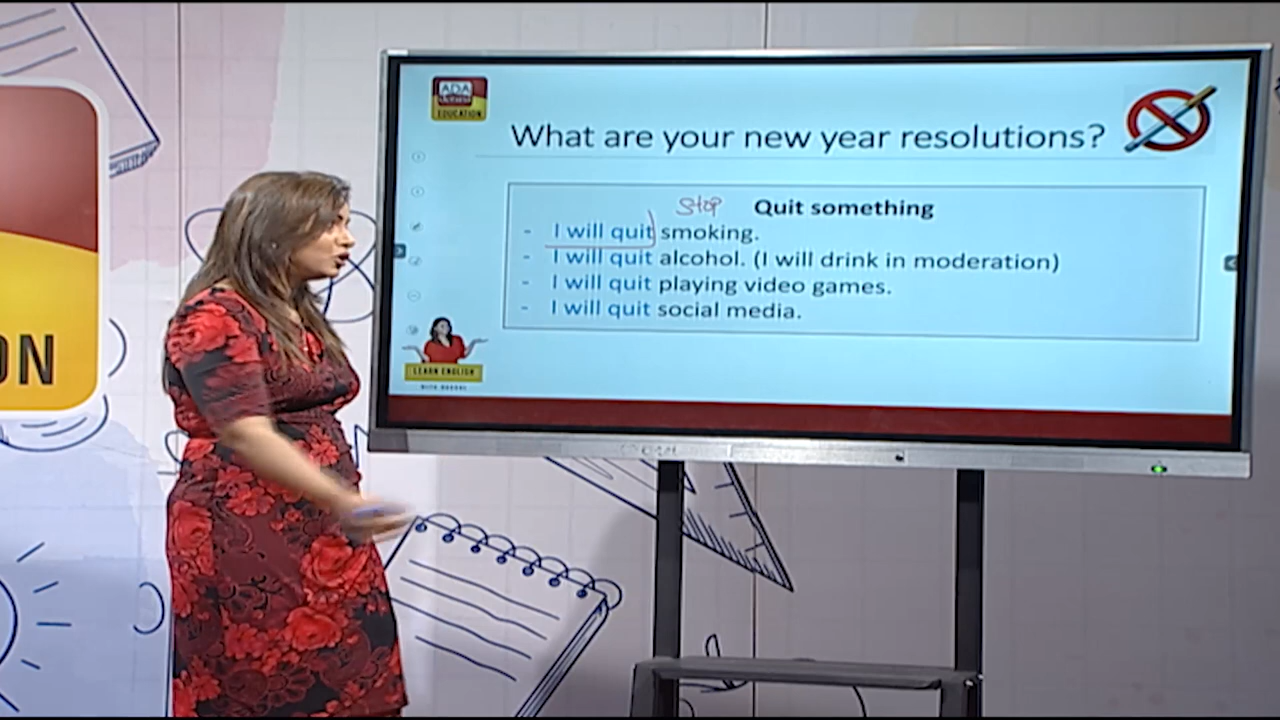 ADA
EDUCATION
What are your new year resolutions?
Stop Quit something
- I will quit smoking.
- I will quit alcohol. (I will drink in moderation)
- I will quit playing video games.
- I will quit social media.
LEARN ENGLISH
ON